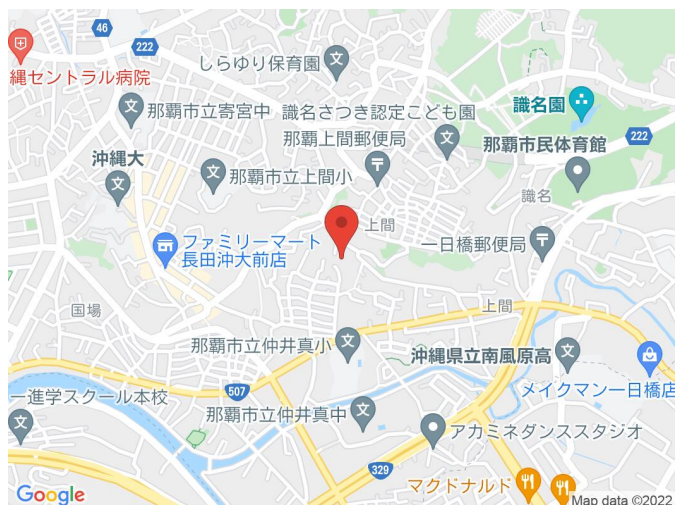 46
222
縄セントラル病院
しらゆり保育園
那覇市立寄宮中
識名さつき認定こども園
識名園
222
那覇上間郵便局
那覇市民体育館
沖縄大
那覇市立上間小
識名
上間
ファミリーマート
長田沖大前店
一日橋郵便局
国場
上間
那覇市立仲井真小
沖縄県立南風原高
507
メイクマン一日橋店
一進学スクール本校
那覇市立仲井真中
アカミネダンススタジオ
329
マクドナルド
Google
Map data ©2022